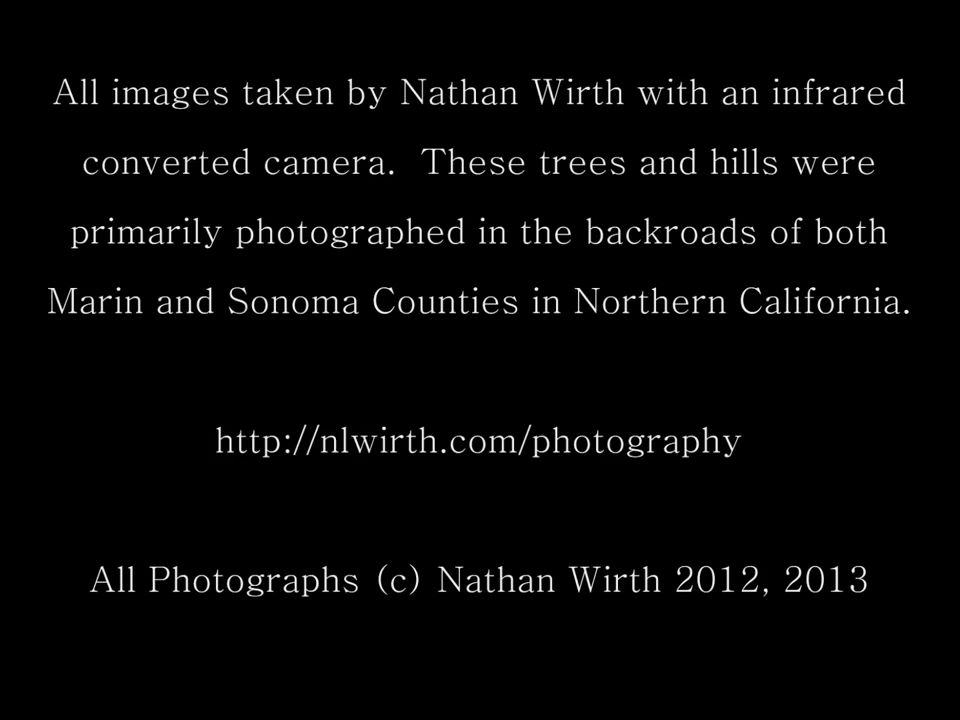 All images taken by Nathan Wirth with an infrared
converted camera.  These trees and hills were
primarily photographed in the backroads of both
Marin and Sonoma Counties in Northern California.
http://nlwirth.com/photography
All Photographs (c) Nathan Wirth 2012, 2013